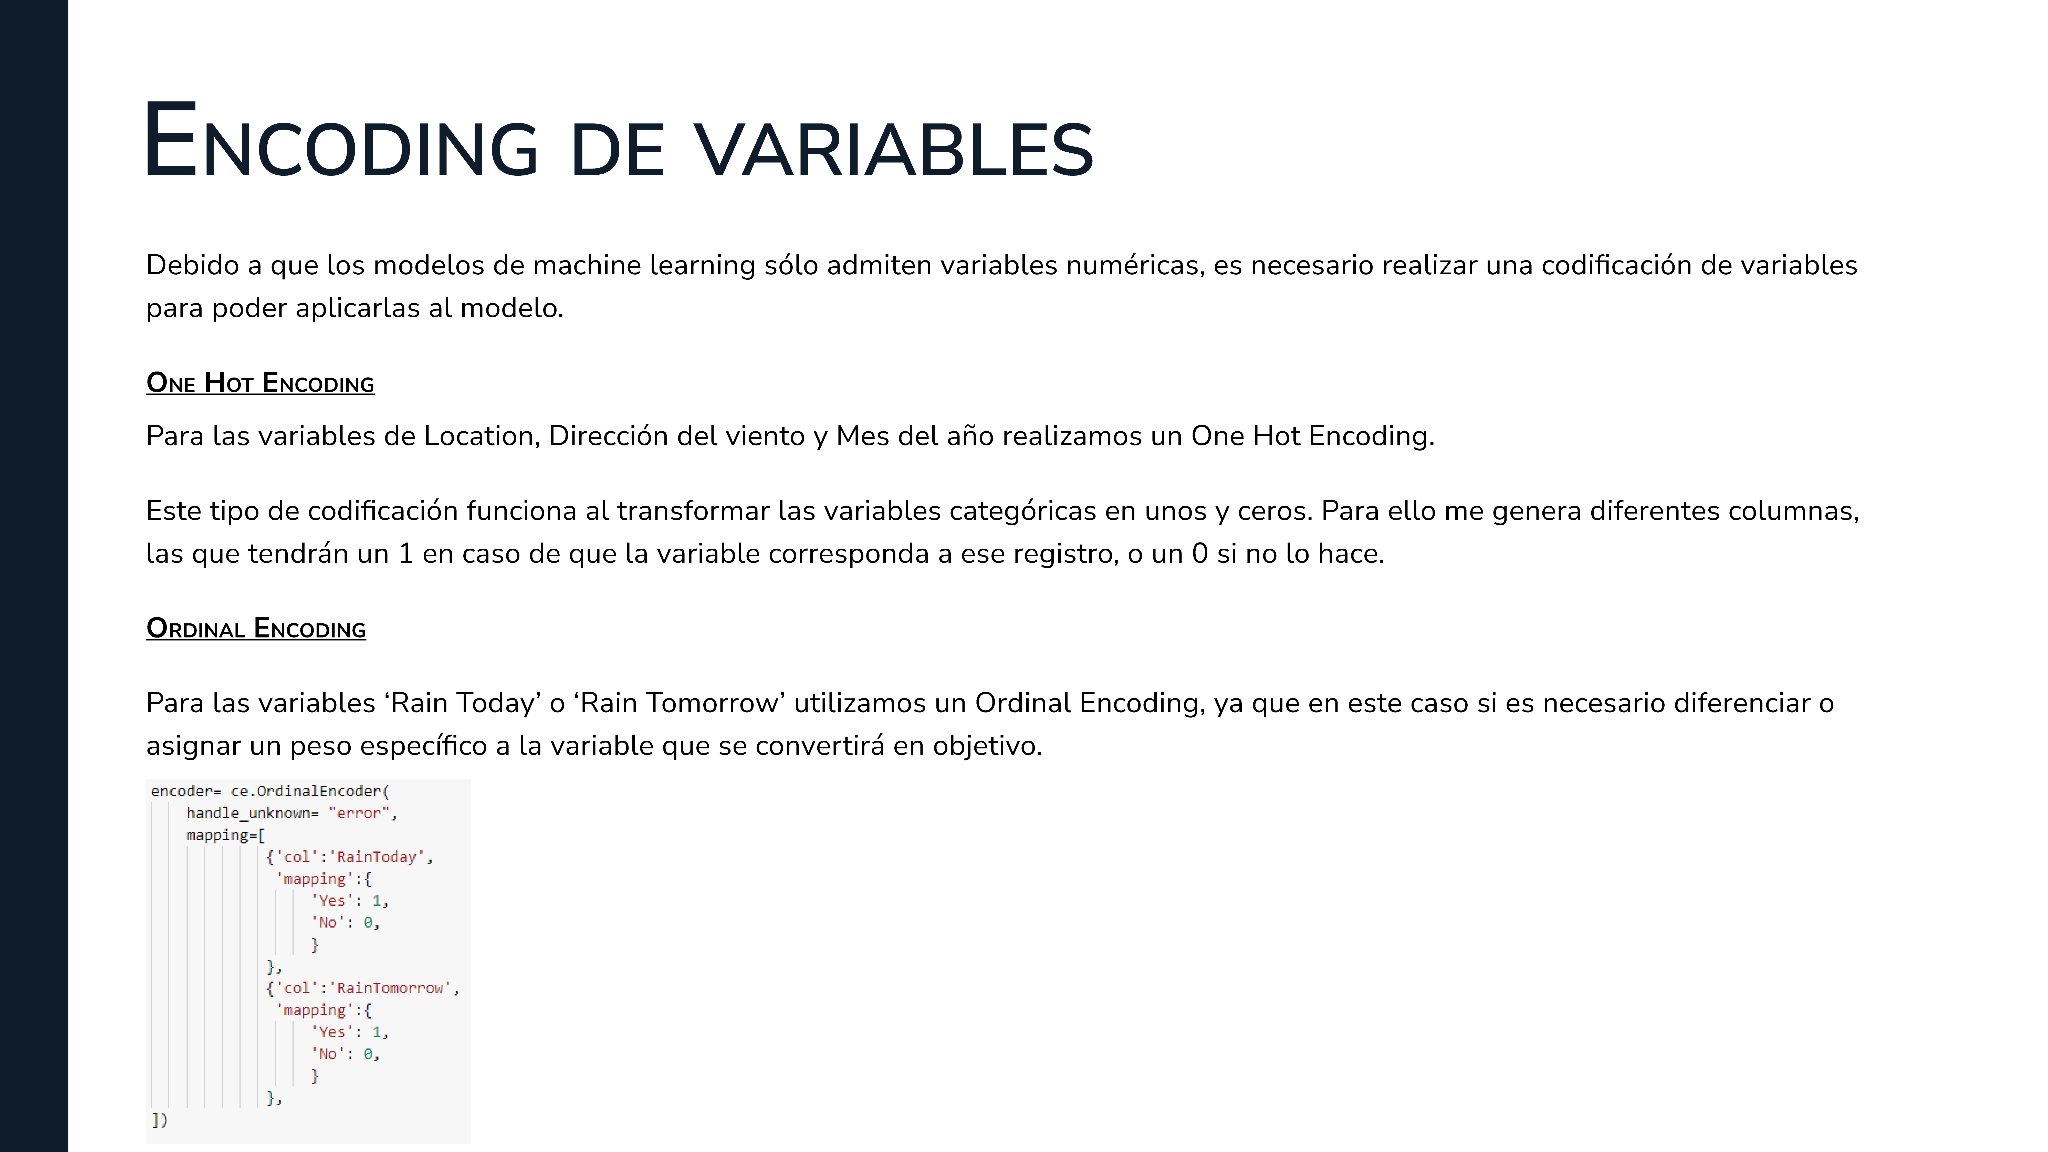 Encoding de variables
Debido a que los modelos de machine learning sólo admiten variables numéricas, es necesario realizar una codificación de variables
para poder aplicarlas al modelo.
One Hot Encoding
Para las variables de Location, Dirección del viento y Mes del año realizamos un One Hot Encoding.
Este tipo de codificación funciona al transformar las variables categóricas en unos y ceros. Para ello me genera diferentes columnas,
las que tendrán un 1 en caso de que la variable corresponda a ese registro, o un 0 si no lo hace.
Ordinal Encoding
Para las variables ‘Rain Today’ o ‘Rain Tomorrow’ utilizamos un Ordinal Encoding, ya que en este caso si es necesario diferenciar o
asignar un peso específico a la variable que se convertirá en objetivo.
encoder= ce.OrdinalEncoder(
handle_unknown= "error",
mapping=[
{'col':'RainToday',
'mapping':{
'Yes': 1,
'No': 0,
}
},
{'col':'RainTomorrow',
'mapping':{
'Yes': 1,
'No': 0,
}
},
])